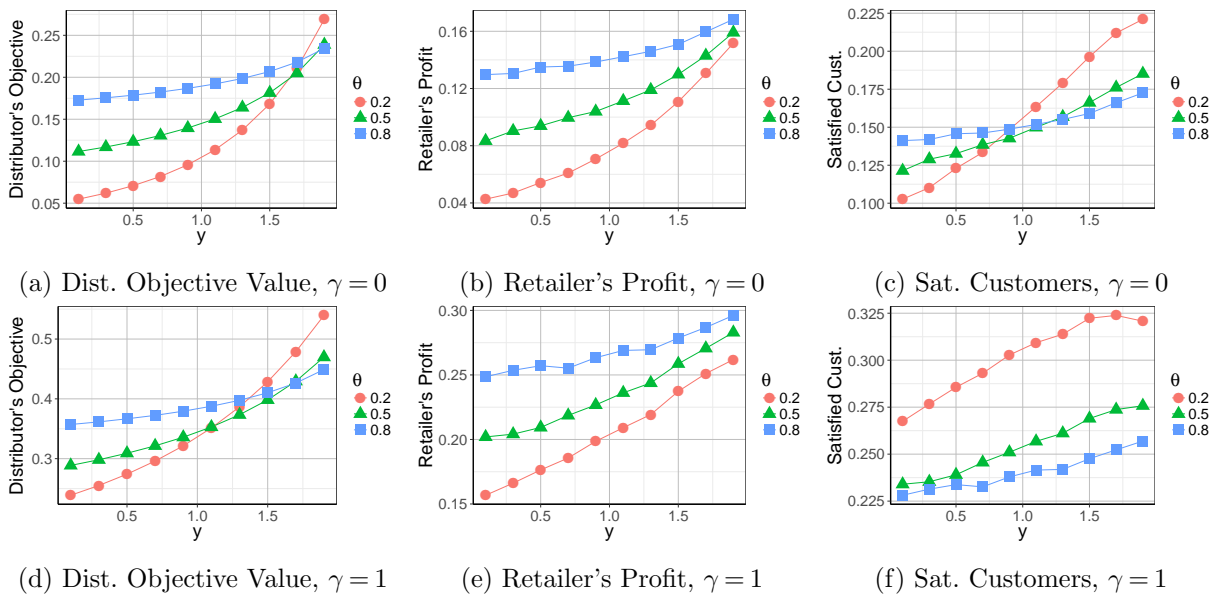 Distributor's Objective
0.25
0.20
0.15
0.10
0.05
0.5
1.0
1.5
y
θ
0.2
0.5
0.8
Retailer's Profit
0.16
0.12
0.08
0.04
0.5
1.0
1.5
y
θ
0.2
0.5
0.8
Satisfied Cust.
0.225
0.200
0.175
0.150
0.125
0.100
0.5
1.0
1.5
y
θ
0.2
0.5
0.8
(a) Dist. Objective Value, γ = 0
(b) Retailer's Profit, γ = 0
(c) Sat. Customers, γ = 0
Distributor's Objective
0.5
0.4
0.3
0.5
1.0
1.5
y
θ
0.2
0.5
0.8
Retailer's Profit
0.30
0.25
0.20
0.15
0.5
1.0
1.5
y
θ
0.2
0.5
0.8
Satisfied Cust.
0.325
0.300
0.275
0.250
0.225
0.5
1.0
1.5
y
θ
0.2
0.5
0.8
(d) Dist. Objective Value, γ = 1
(e) Retailer's Profit, γ = 1
(f) Sat. Customers, γ = 1